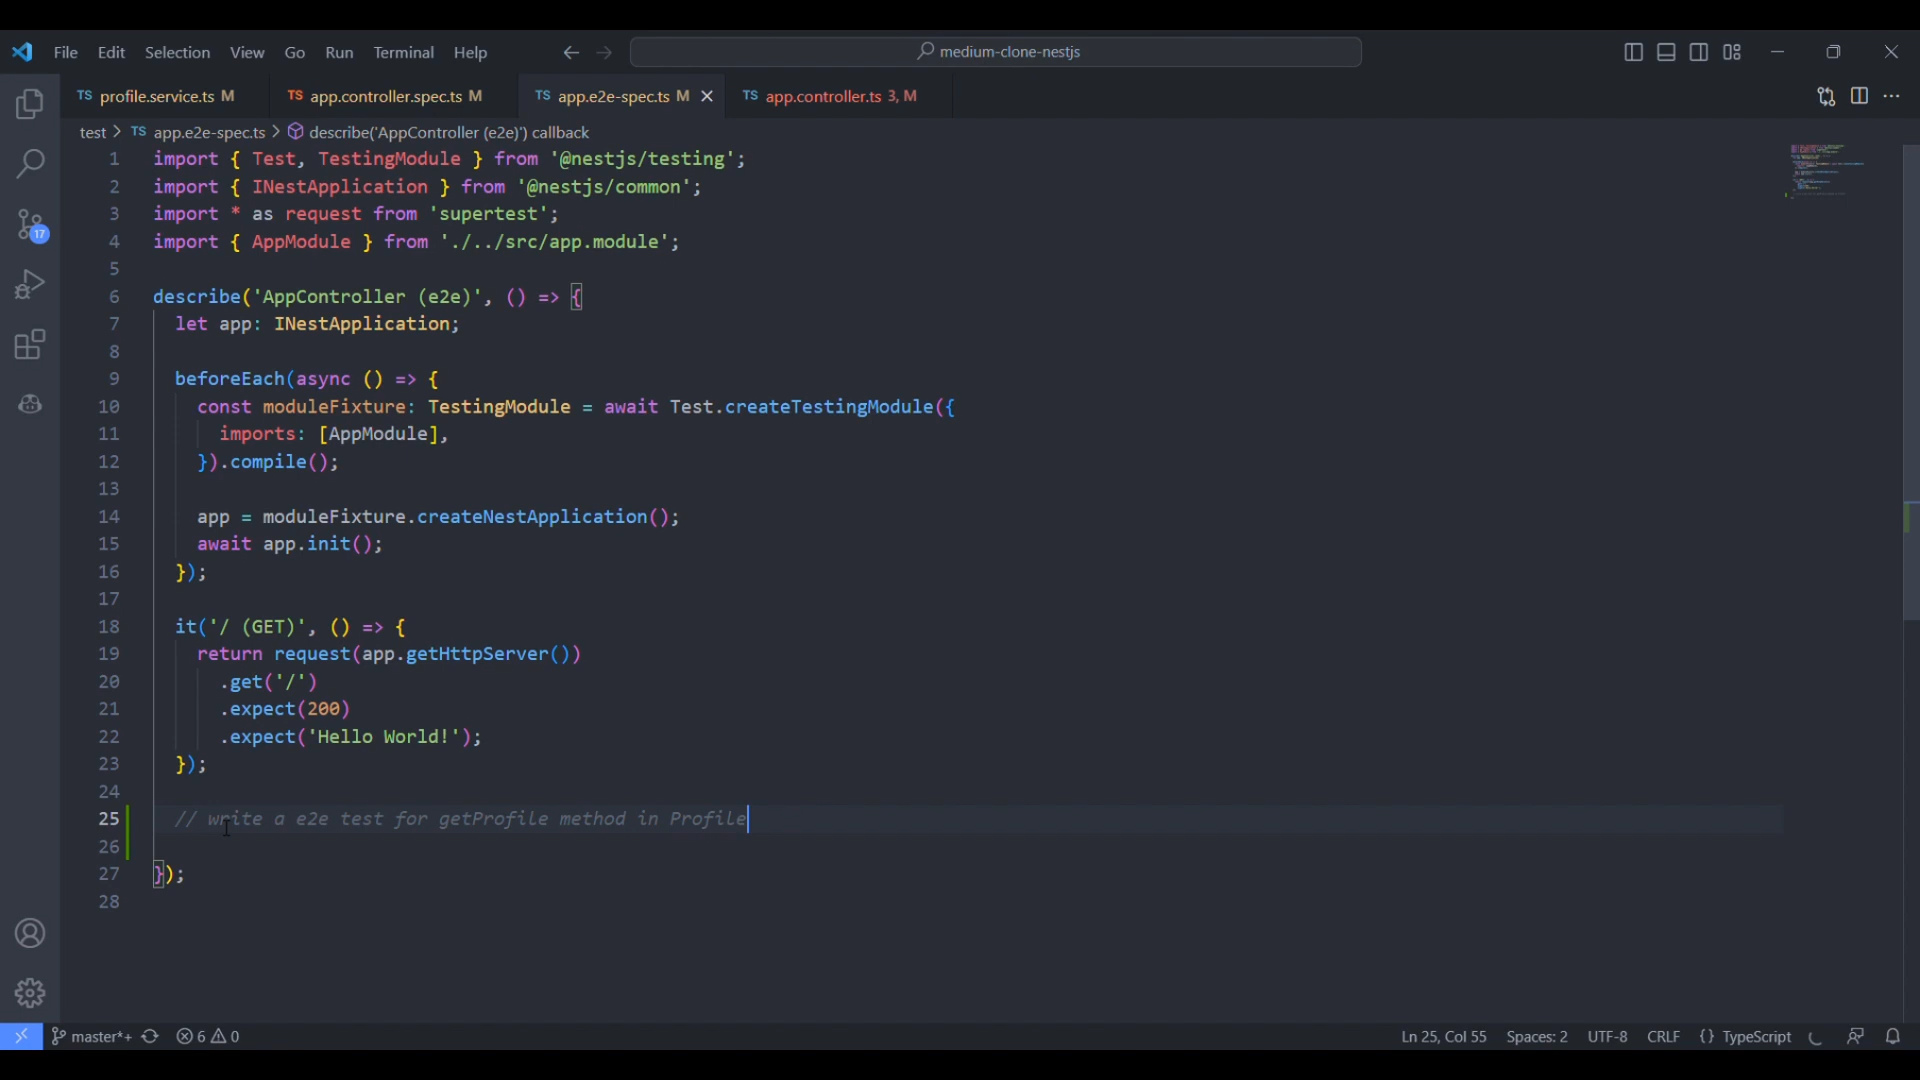 File Edit Selection View Go Run Terminal Help
medium-clone-nestjs
TS profile.service.ts M
TS app.controller.spec.ts M
TS app.e2e-spec.ts M
TS app.controller.ts 3, M
test > TS app.e2e-spec.ts > describe('AppController (e2e)') callback
1 import { Test, TestingModule } from '@nestjs/testing';
2 import { INestApplication } from '@nestjs/common';
3 import * as request from 'supertest';
4 import { AppModule } from './../src/app.module';
5
6 describe('AppController (e2e)', () => {
7 let app: INestApplication;
8
9 beforeEach(async () => {
10 const moduleFixture: TestingModule = await Test.createTestingModule({
11 imports: [AppModule],
12 }).compile();
13
14 app = moduleFixture.createNestApplication();
15 await app.init();
16 });
17
18 it('/ (GET)', () => {
19 return request(app.getHttpServer())
20 .get('/')
21 .expect(200)
22 .expect('Hello World!');
23 });
24
25 // write a e2e test for getProfile method in Profile
26
27 });
28
17
master*+ 6 0
Ln 25, Col 55 Spaces: 2 UTF-8 CRLF {} TypeScript